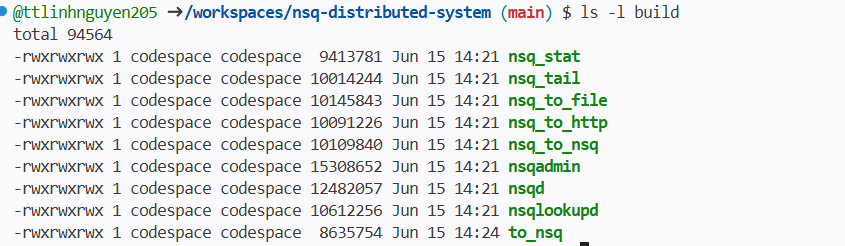 @ttlinhnguyen205 → /workspaces/nsq-distributed-system (main) $ ls -l build
total 94564
-rwxrwxrwx 1 codespace codespace  9413781 Jun 15 14:21 nsq_stat
-rwxrwxrwx 1 codespace codespace 10014244 Jun 15 14:21 nsq_tail
-rwxrwxrwx 1 codespace codespace 10145843 Jun 15 14:21 nsq_to_file
-rwxrwxrwx 1 codespace codespace 10091226 Jun 15 14:21 nsq_to_http
-rwxrwxrwx 1 codespace codespace 10109840 Jun 15 14:21 nsq_to_nsq
-rwxrwxrwx 1 codespace codespace 15308652 Jun 15 14:21 nsqadmin
-rwxrwxrwx 1 codespace codespace 12482057 Jun 15 14:21 nsqd
-rwxrwxrwx 1 codespace codespace 10612256 Jun 15 14:21 nsqlookupd
-rwxrwxrwx 1 codespace codespace  8635754 Jun 15 14:24 to_nsq